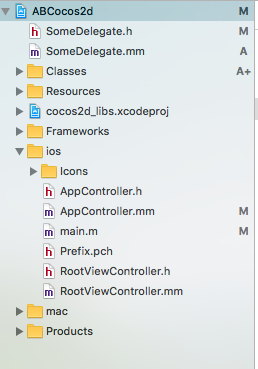 ABCocos2d M
h SomeDelegate.h M
m SomeDelegate.mm A
Classes A+
Resources
cocos2d_libs.xcodeproj
Frameworks
ios
Icons
h AppController.h
m AppController.mm M
m main.m M
h Prefix.pch
h RootViewController.h
m RootViewController.mm
mac
Products